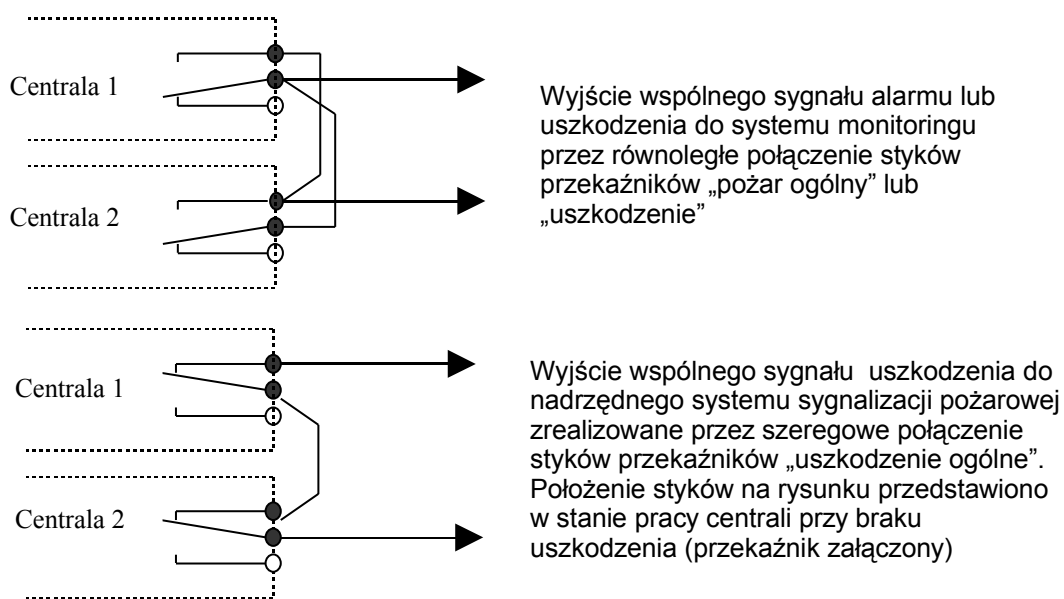 Centrala 1
Wyjście wspólnego sygnału alarmu lub
uszkodzenia do systemu monitoringu
przez równoległe połączenie styków
przekaźników „pożar ogólny” lub
„uszkodzenie”
Centrala 2
Centrala 1
Wyjście wspólnego sygnału uszkodzenia do
nadrzędnego systemu sygnalizacji pożarowej
zrealizowane przez szeregowe połączenie
styków przekaźników „uszkodzenie ogólne”.
Położenie styków na rysunku przedstawiono
w stanie pracy centrali przy braku
uszkodzenia (przekaźnik załączony)
Centrala 2